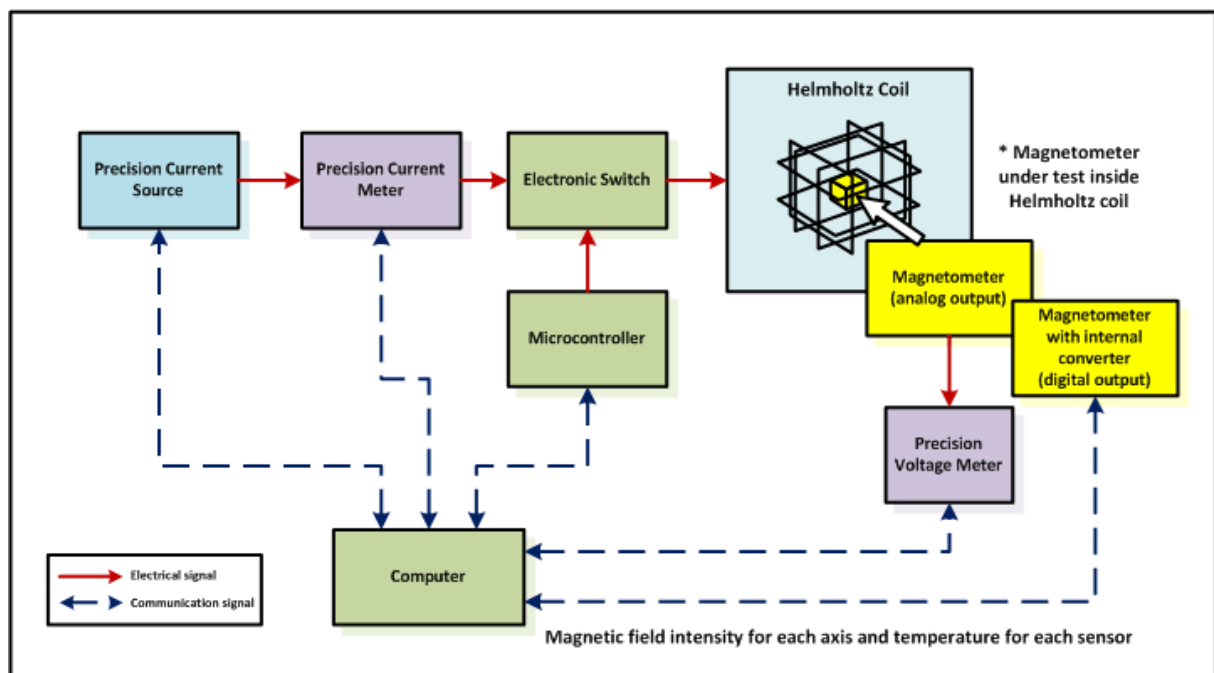 Helmholtz Coil
Precision Current
Source
Precision Current
Meter
Electronic Switch
* Magnetometer
under test inside
Helmholtz coil
Magnetometer
(analog output)
Magnetometer
with internal
converter
(digital output)
Microcontroller
Precision
Voltage Meter
Computer
Electrical signal
Communication signal
Magnetic field intensity for each axis and temperature for each sensor